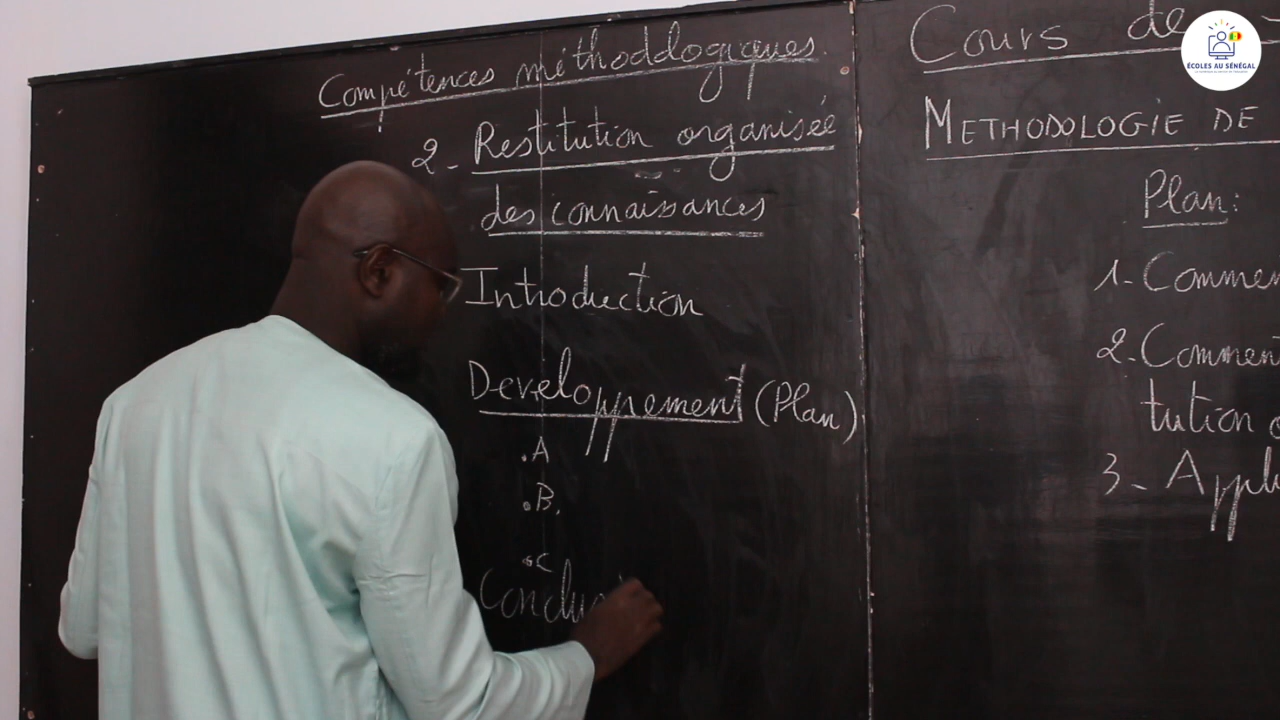 Compétences méthodologiques.
2- Restitution organisée
des connaissances
Introduction
Developpement (Plan)
.A
.B.
.C
Cours de
METHODOLOGIE DE
Plan:
1- Commen
2- Comment
tution o
3- Appli
ÉCOLES AU SÉNÉGAL